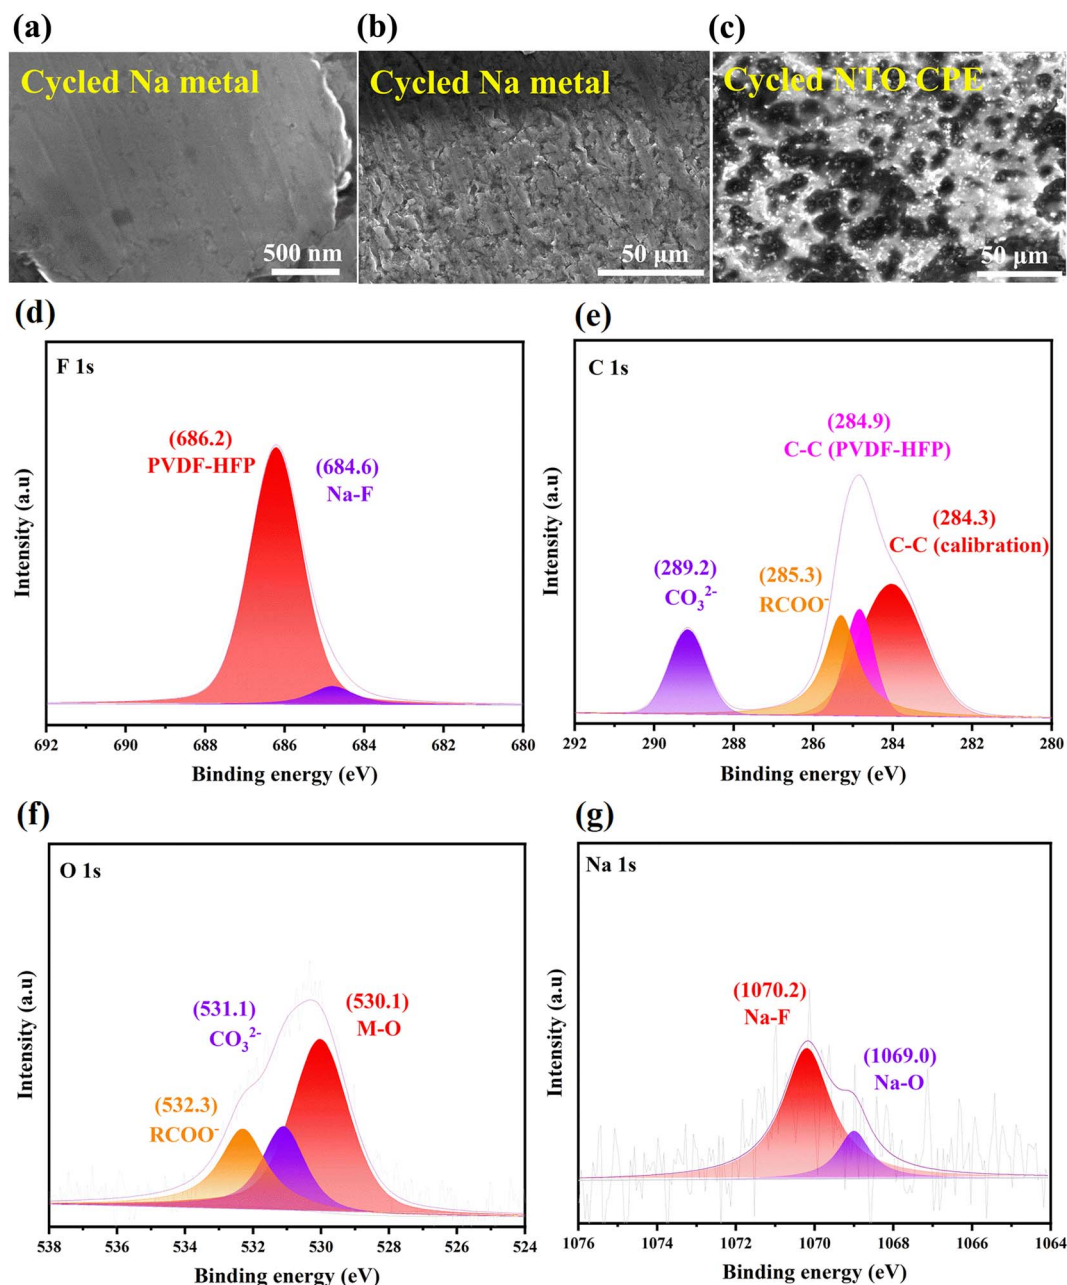 (a)
Cycled Na metal
500 nm
(b)
Cycled Na metal
50 μm
(c)
Cycled NTO CPE
50 μm
(d)
F 1s
(686.2)
PVDF-HFP
(684.6)
Na-F
Intensity (a.u)
692 690 688 686 684 682 680
Binding energy (eV)
(e)
C 1s
(284.9)
C-C (PVDF-HFP)
(284.3)
C-C (calibration)
(289.2)
CO₃²⁻
(285.3)
RCOO⁻
Intensity (a.u)
292 290 288 286 284 282 280
Binding energy (eV)
(f)
O 1s
(531.1)
CO₃²⁻
(530.1)
M-O
(532.3)
RCOO⁻
Intensity (a.u)
538 536 534 532 530 528 526 524
Binding energy (eV)
(g)
Na 1s
(1070.2)
Na-F
(1069.0)
Na-O
Intensity (a.u)
1076 1074 1072 1070 1068 1066 1064
Binding energy (eV)